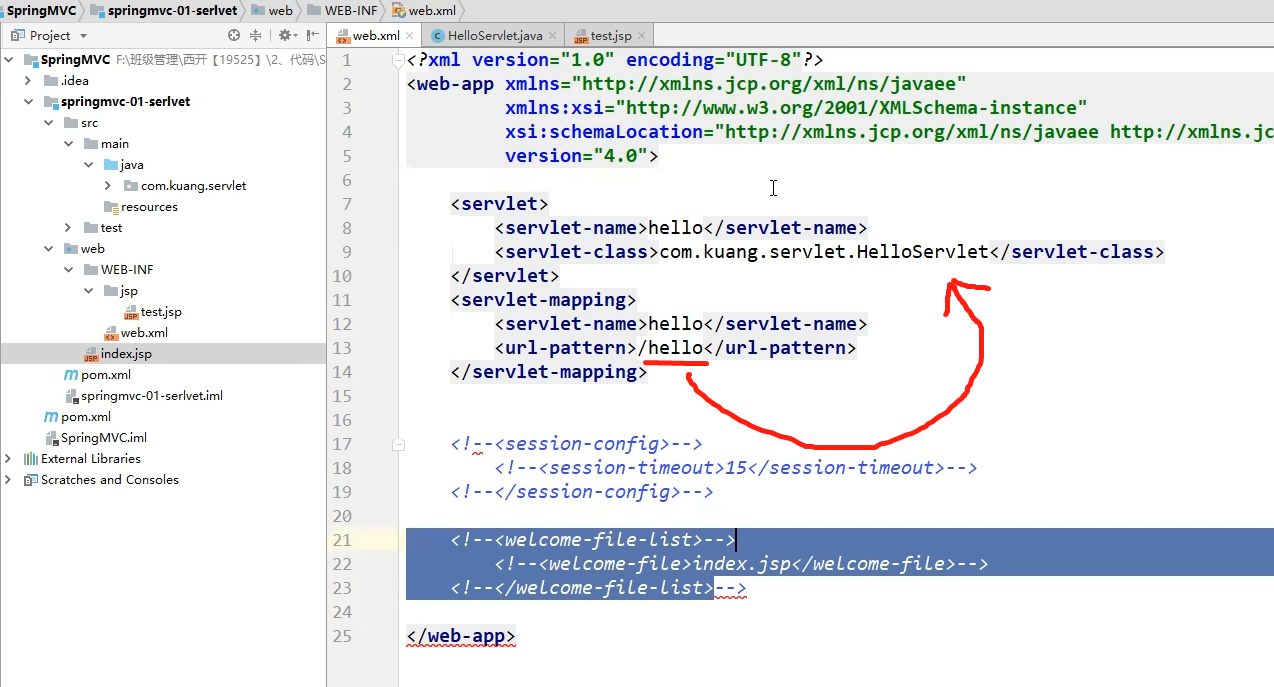 SpringMVC springmvc-01-serlvet web WEB-INF web.xml
Project
web.xml HelloServlet.java test.jsp
SpringMVC F:\班级管理\西开【19525】\2、代码\S
.idea
springmvc-01-serlvet
src
main
java
com.kuang.servlet
resources
test
web
WEB-INF
jsp
test.jsp
web.xml
index.jsp
pom.xml
springmvc-01-serlvet.iml
pom.xml
SpringMVC.iml
External Libraries
Scratches and Consoles
1 <?xml version="1.0" encoding="UTF-8"?>
2 <web-app xmlns="http://xmlns.jcp.org/xml/ns/javaee"
3 xmlns:xsi="http://www.w3.org/2001/XMLSchema-instance"
4 xsi:schemaLocation="http://xmlns.jcp.org/xml/ns/javaee http://xmlns.jc
5 version="4.0">
6
7 <servlet>
8 <servlet-name>hello</servlet-name>
9 <servlet-class>com.kuang.servlet.HelloServlet</servlet-class>
10 </servlet>
11 <servlet-mapping>
12 <servlet-name>hello</servlet-name>
13 <url-pattern>/hello</url-pattern>
14 </servlet-mapping>
15
16
17 <!--<session-config>-->
18 <!--<session-timeout>15</session-timeout>-->
19 <!--</session-config>-->
20
21 <!--<welcome-file-list>-->
22 <!--<welcome-file>index.jsp</welcome-file>-->
23 <!--</welcome-file-list>-->
24
25 </web-app>